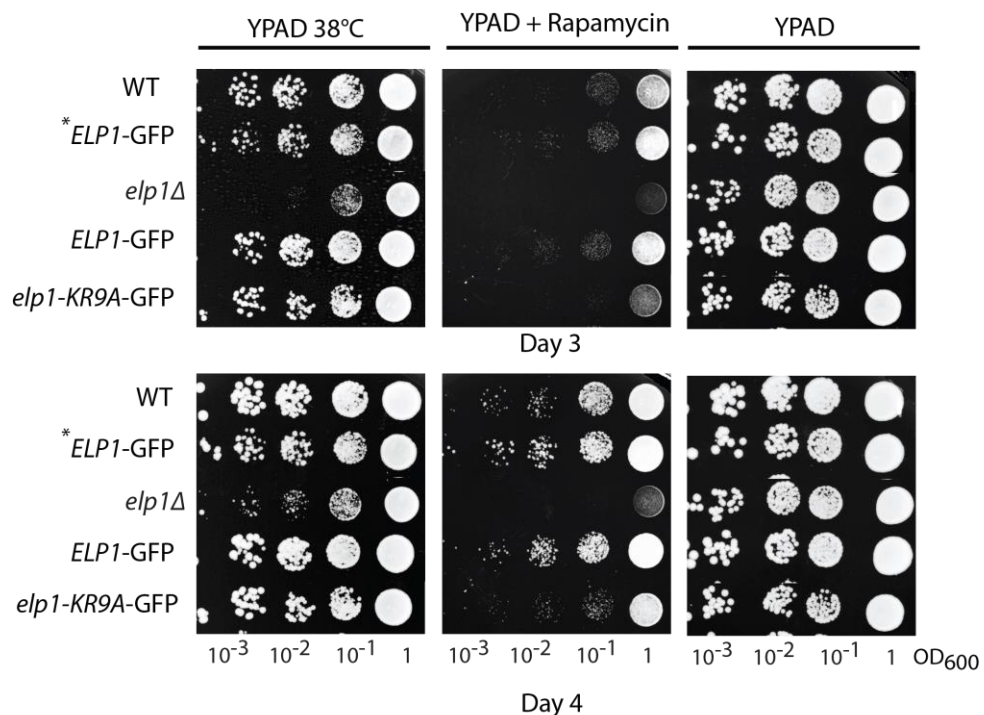 YPAD 38°C YPAD + Rapamycin YPAD
WT
*ELP1-GFP
elp1Δ
ELP1-GFP
elp1-KR9A-GFP
Day 3
WT
*ELP1-GFP
elp1Δ
ELP1-GFP
elp1-KR9A-GFP
10-3 10-2 10-1 1 10-3 10-2 10-1 1 10-3 10-2 10-1 1 OD600
Day 4